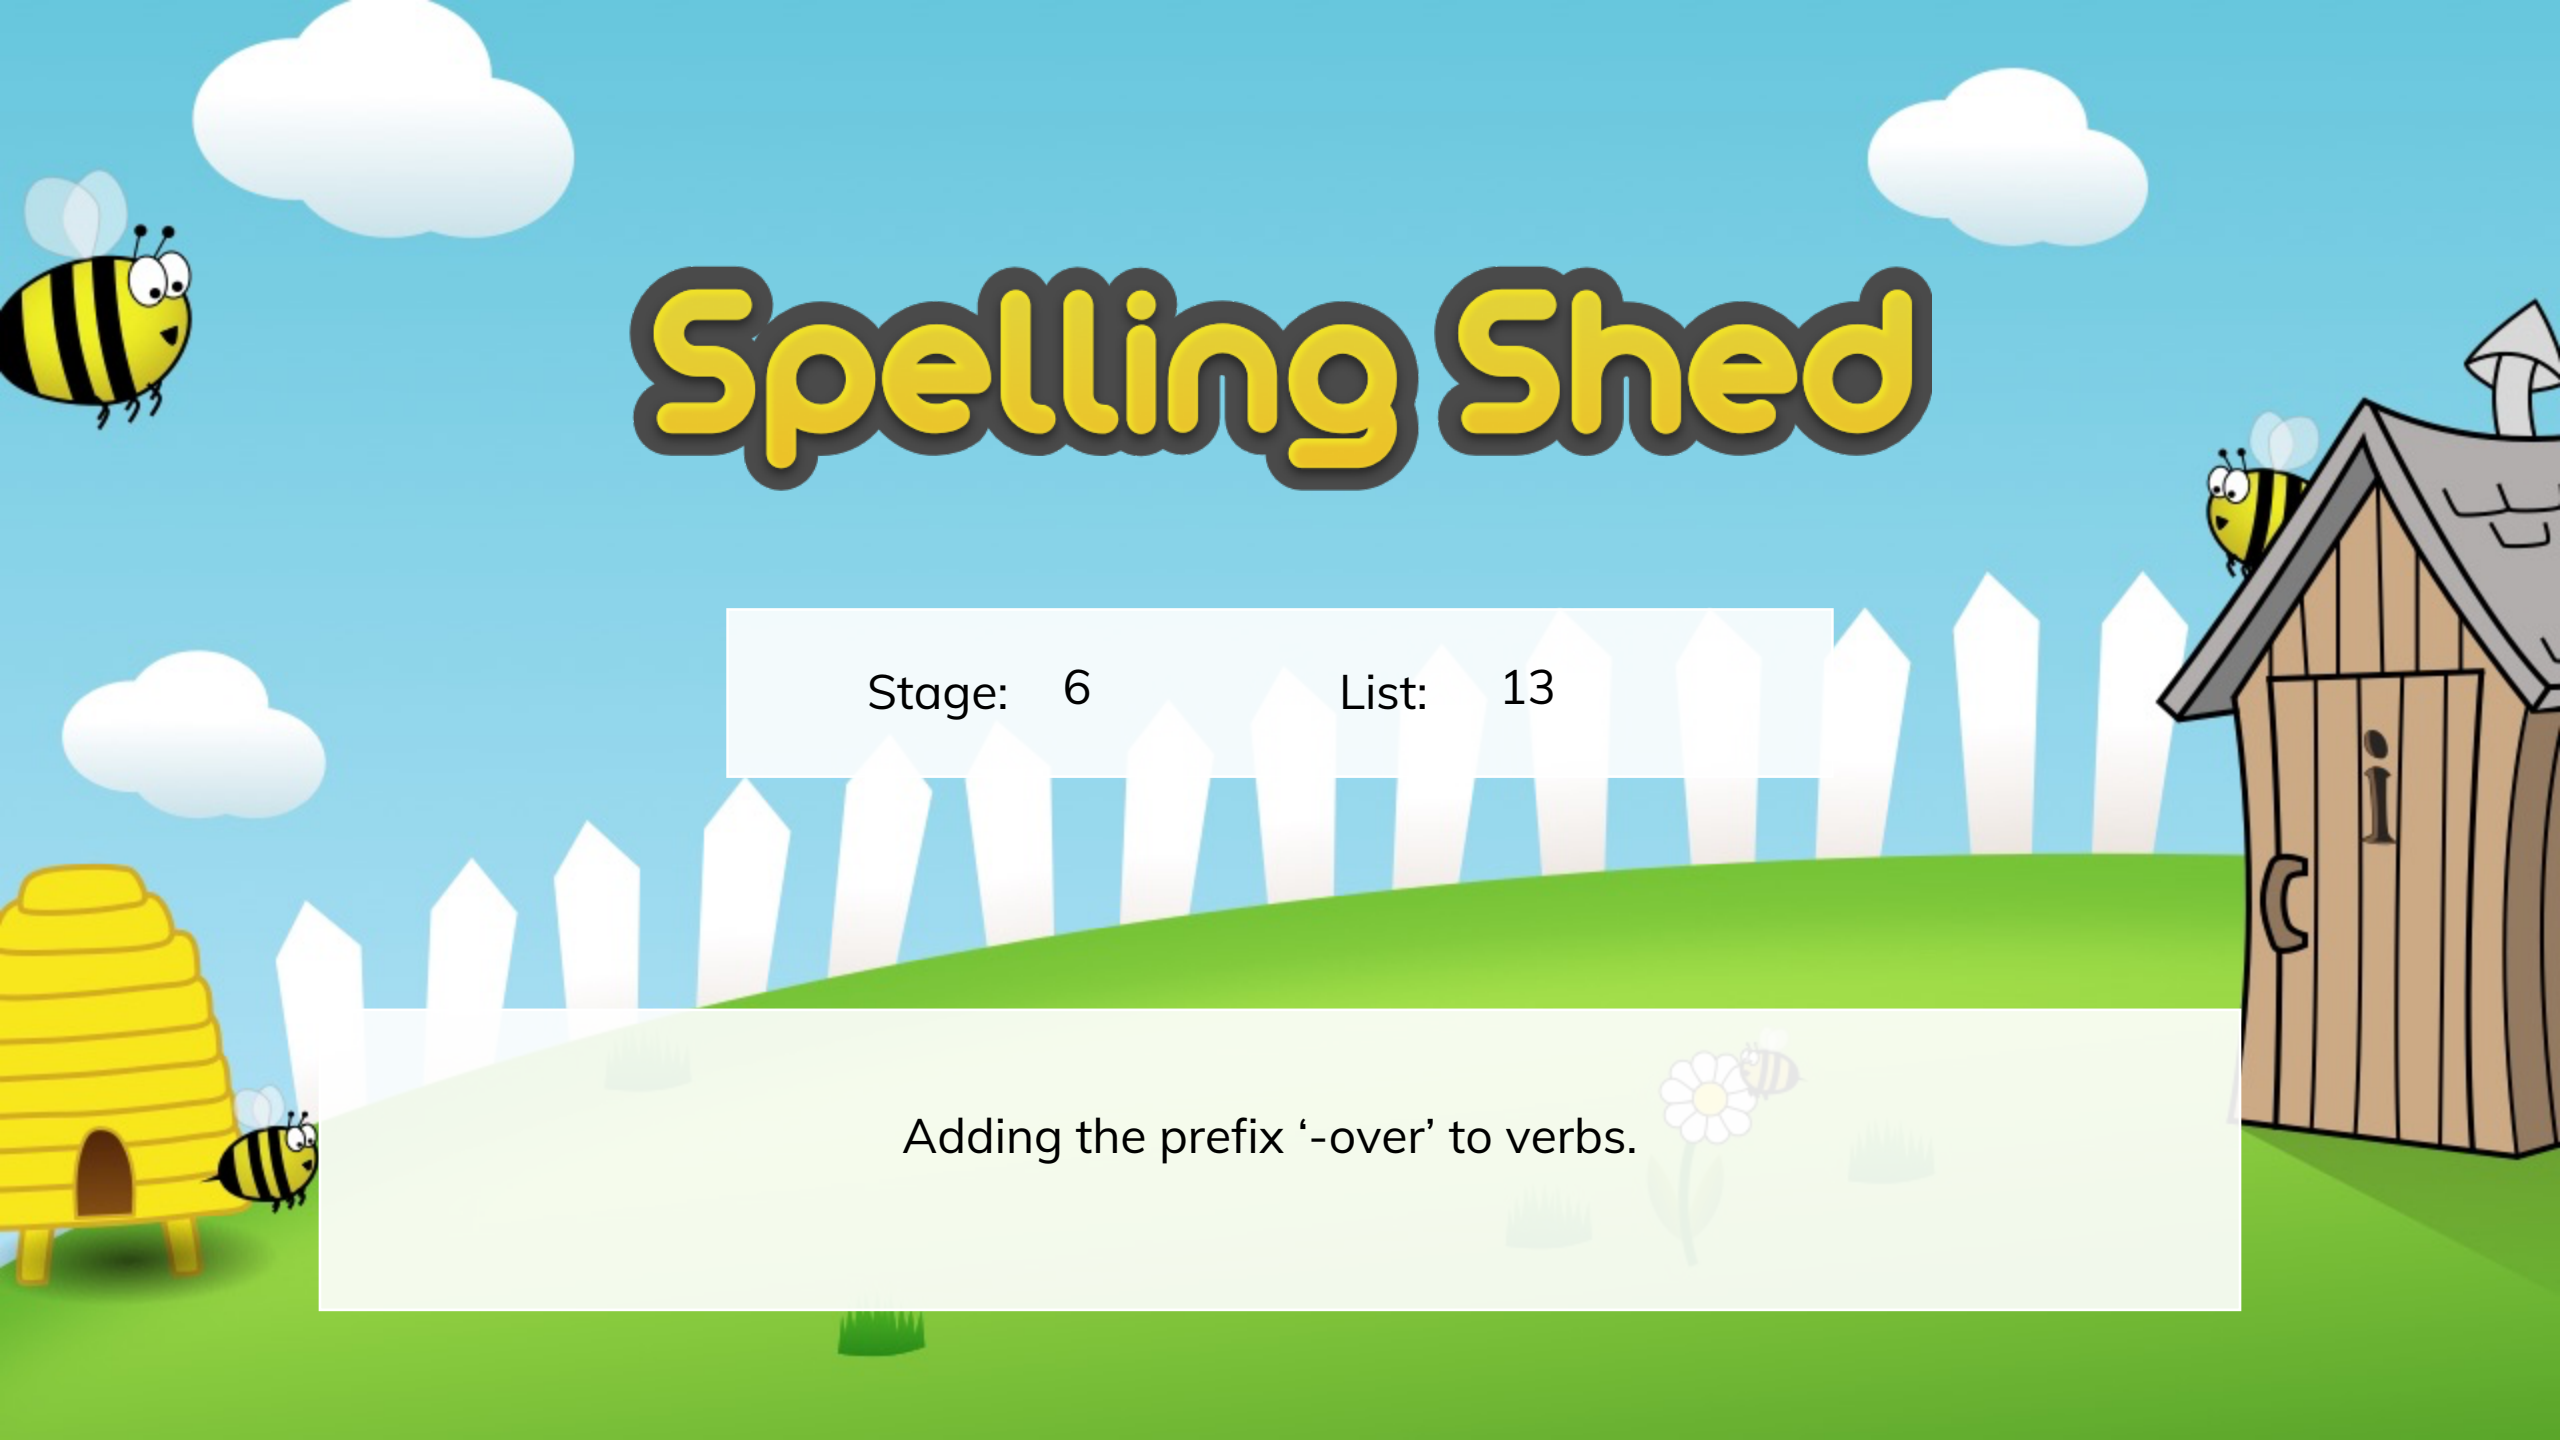 Spelling Shed
Stage: 6 List: 13
i
Adding the prefix ‘-over’ to verbs.